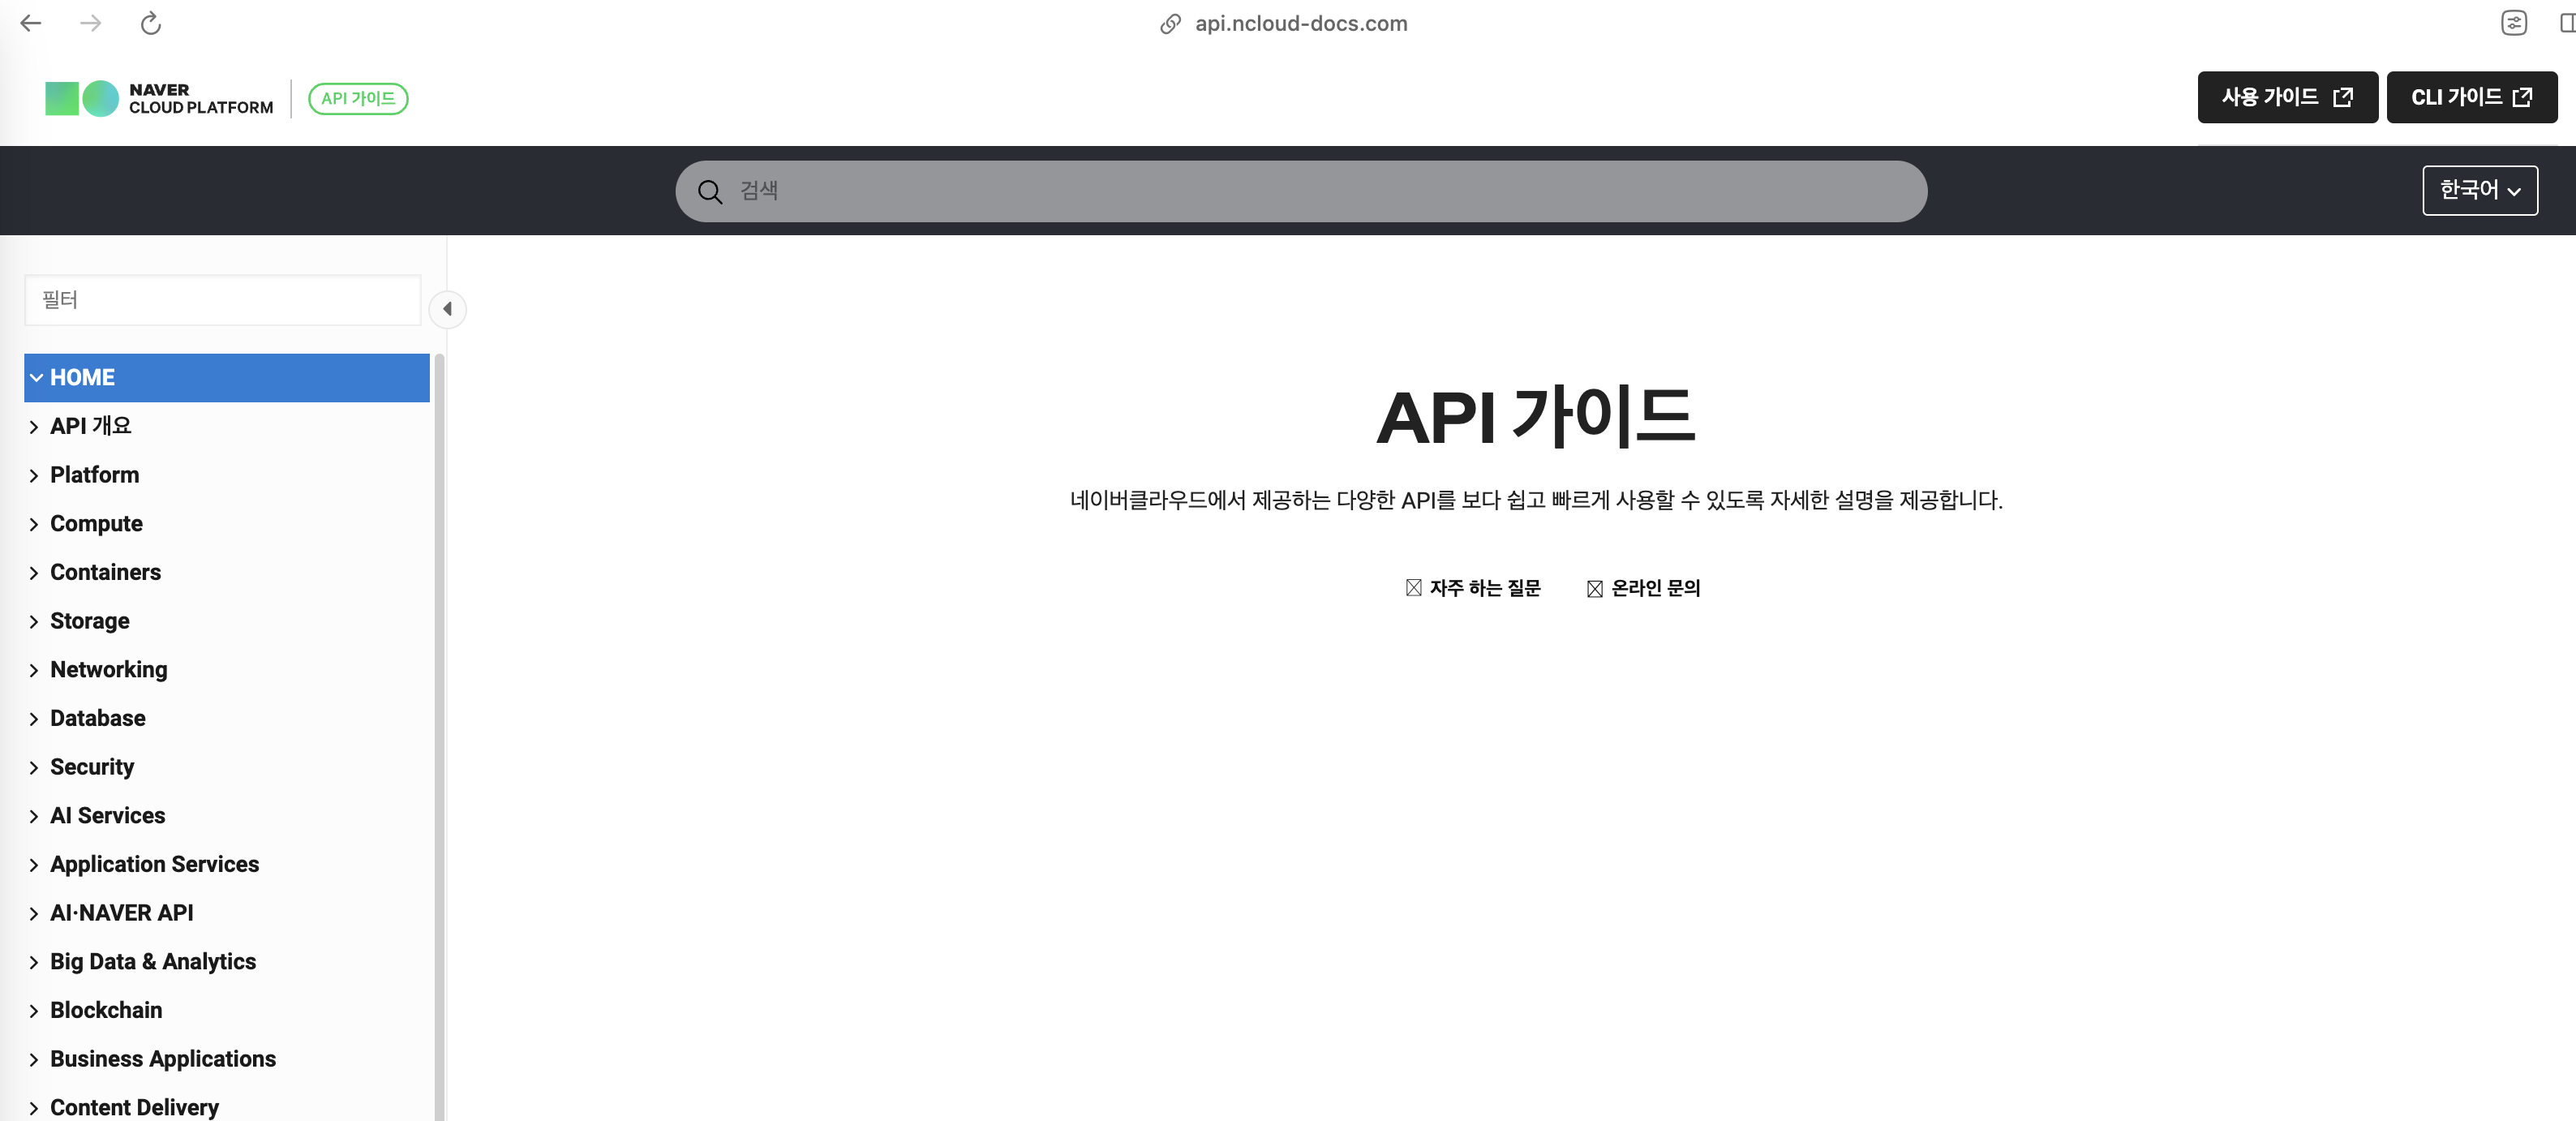 api.ncloud-docs.com
NAVER
CLOUD PLATFORM
API 가이드
사용 가이드
CLI 가이드
검색
한국어
필터
HOME
API 개요
Platform
Compute
Containers
Storage
Networking
Database
Security
AI Services
Application Services
AI·NAVER API
Big Data & Analytics
Blockchain
Business Applications
Content Delivery
API 가이드
네이버클라우드에서 제공하는 다양한 API를 보다 쉽고 빠르게 사용할 수 있도록 자세한 설명을 제공합니다.
자주 하는 질문
온라인 문의